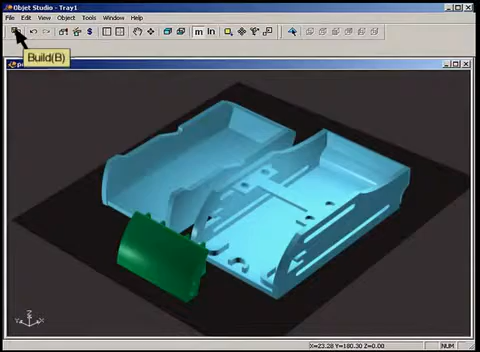 Objet Studio - Tray1
File Edit View Object Tools Window Help
$ m in
Build(B)
Z
Y X
X=23.28 Y=180.30 Z=0.00 NUM